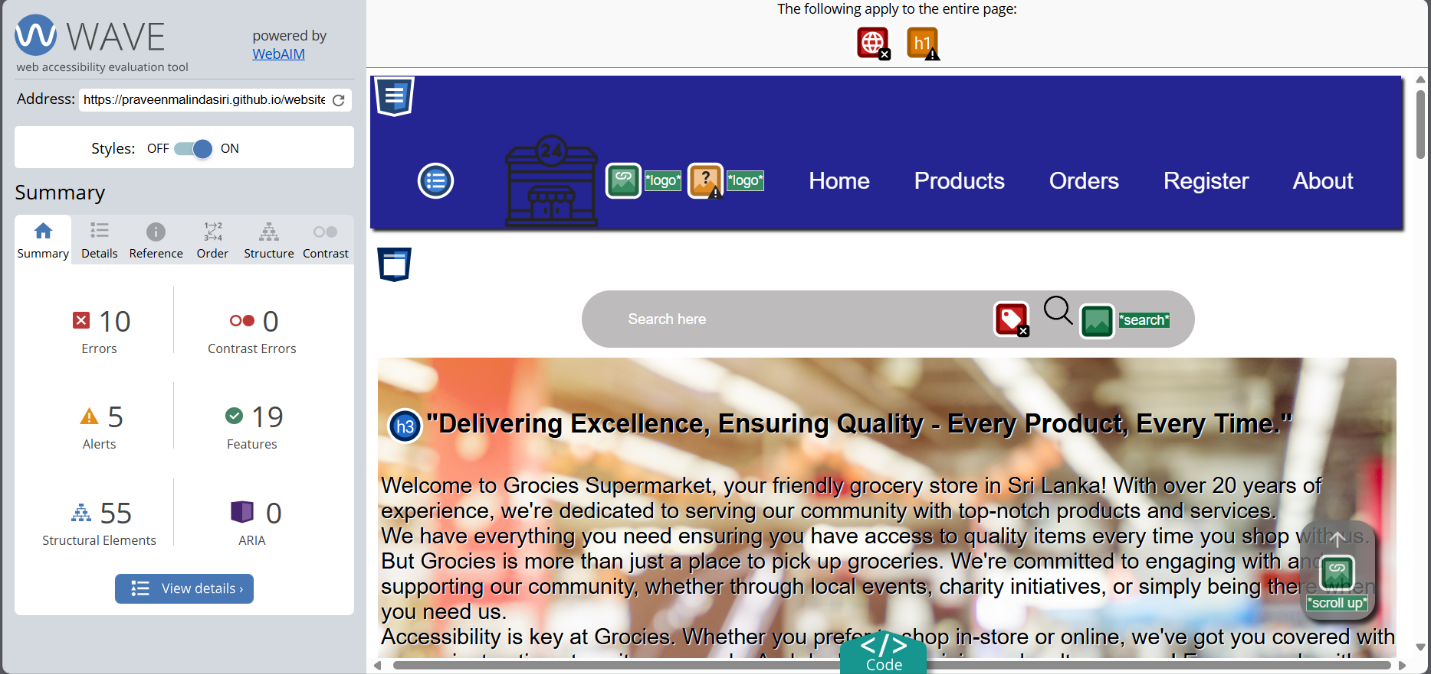 WAVE
web accessibility evaluation tool
powered by
WebAIM
Address: https://praveenmalindasiri.github.io/website
Styles: OFF ON
Summary
Summary Details Reference Order Structure Contrast
10
Errors
0
Contrast Errors
5
Alerts
19
Features
55
Structural Elements
0
ARIA
View details ›
The following apply to the entire page:
h1
24
*logo* *logo* Home Products Orders Register About
Search here
*search*
h3 "Delivering Excellence, Ensuring Quality - Every Product, Every Time."
Welcome to Grocies Supermarket, your friendly grocery store in Sri Lanka! With over 20 years of
experience, we're dedicated to serving our community with top-notch products and services.
We have everything you need ensuring you have access to quality items every time you shop with us.
But Grocies is more than just a place to pick up groceries. We're committed to engaging with and
supporting our community, whether through local events, charity initiatives, or simply being there when
you need us.
*scroll up*
Accessibility is key at Grocies. Whether you prefer to shop in-store or online, we've got you covered with
</> Code